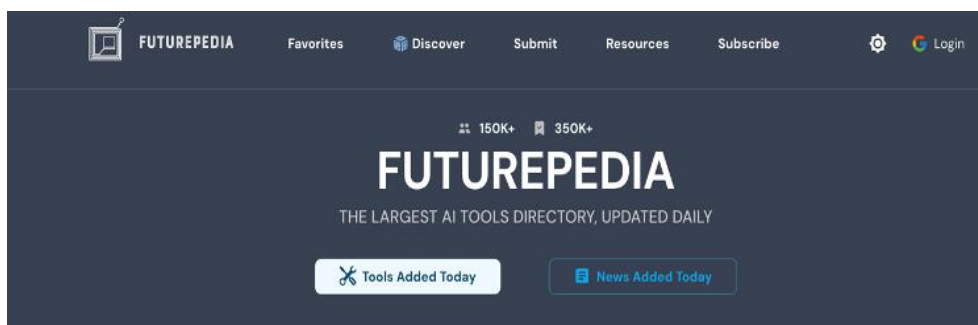 FUTUREPEDIA Favorites Discover Submit Resources Subscribe Login
150K+ 350K+
FUTUREPEDIA
THE LARGEST AI TOOLS DIRECTORY, UPDATED DAILY
Tools Added Today News Added Today